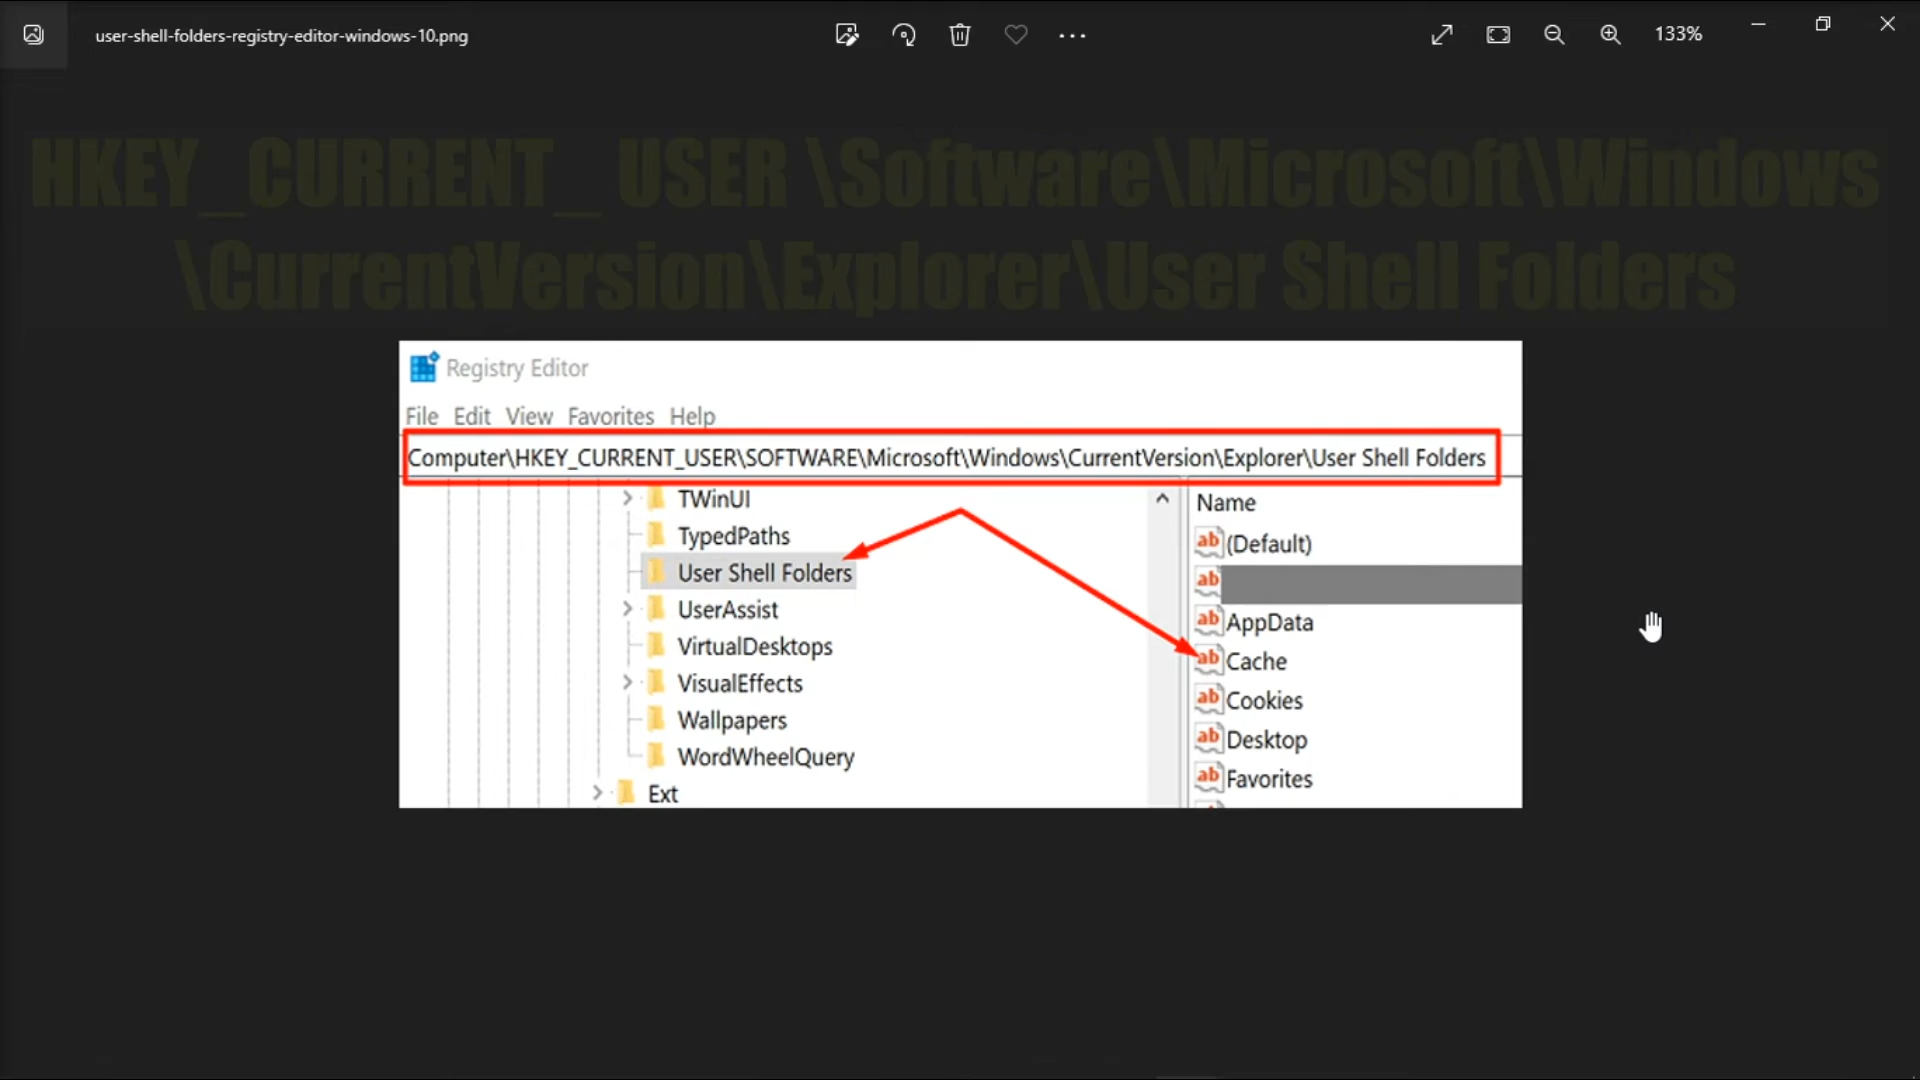 user-shell-folders-registry-editor-windows-10.png
133%
HKEY_CURRENT_ USER \Software\Microsoft\Windows
\CurrentVersion\Explorer\User Shell Folders
Registry Editor
File Edit View Favorites Help
Computer\HKEY_CURRENT_USER\SOFTWARE\Microsoft\Windows\CurrentVersion\Explorer\User Shell Folders
TWinUI
TypedPaths
User Shell Folders
UserAssist
VirtualDesktops
VisualEffects
Wallpapers
WordWheelQuery
Ext
Name
ab (Default)
ab
ab AppData
ab Cache
ab Cookies
ab Desktop
ab Favorites